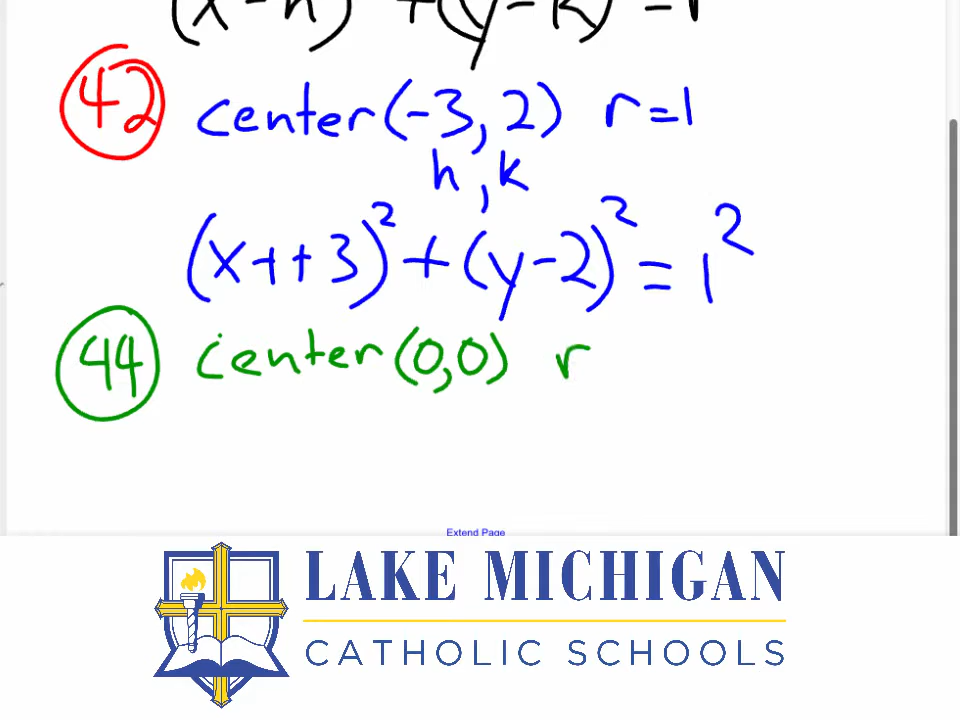 (x-h) +(y-k) = r
42 center(-3, 2) r=1
h, k
(x++3)² + (y-2)² = 1²
44 center(0,0) r
Extend Page
LAKE MICHIGAN
CATHOLIC SCHOOLS